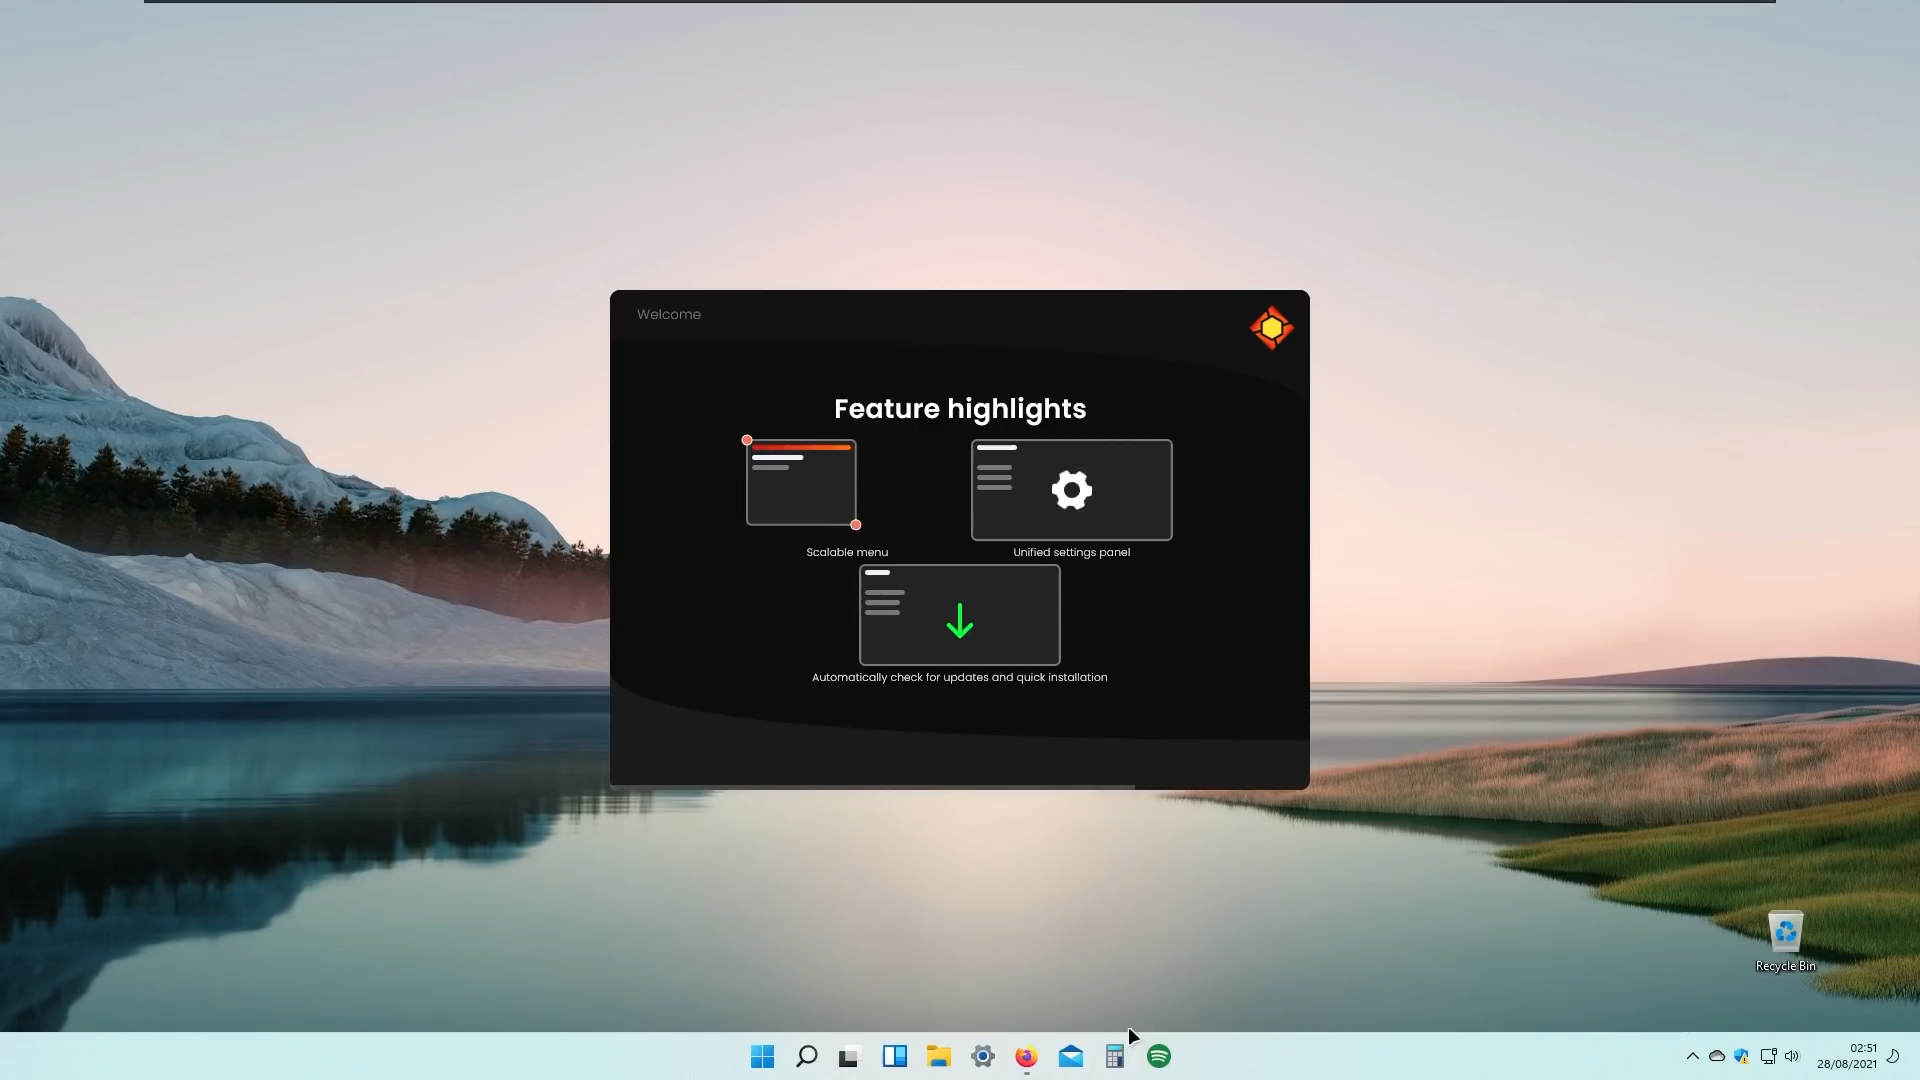 Welcome
Feature highlights
Scalable menu
Unified settings panel
Automatically check for updates and quick installation
Recycle Bin
02:51
28/08/2021